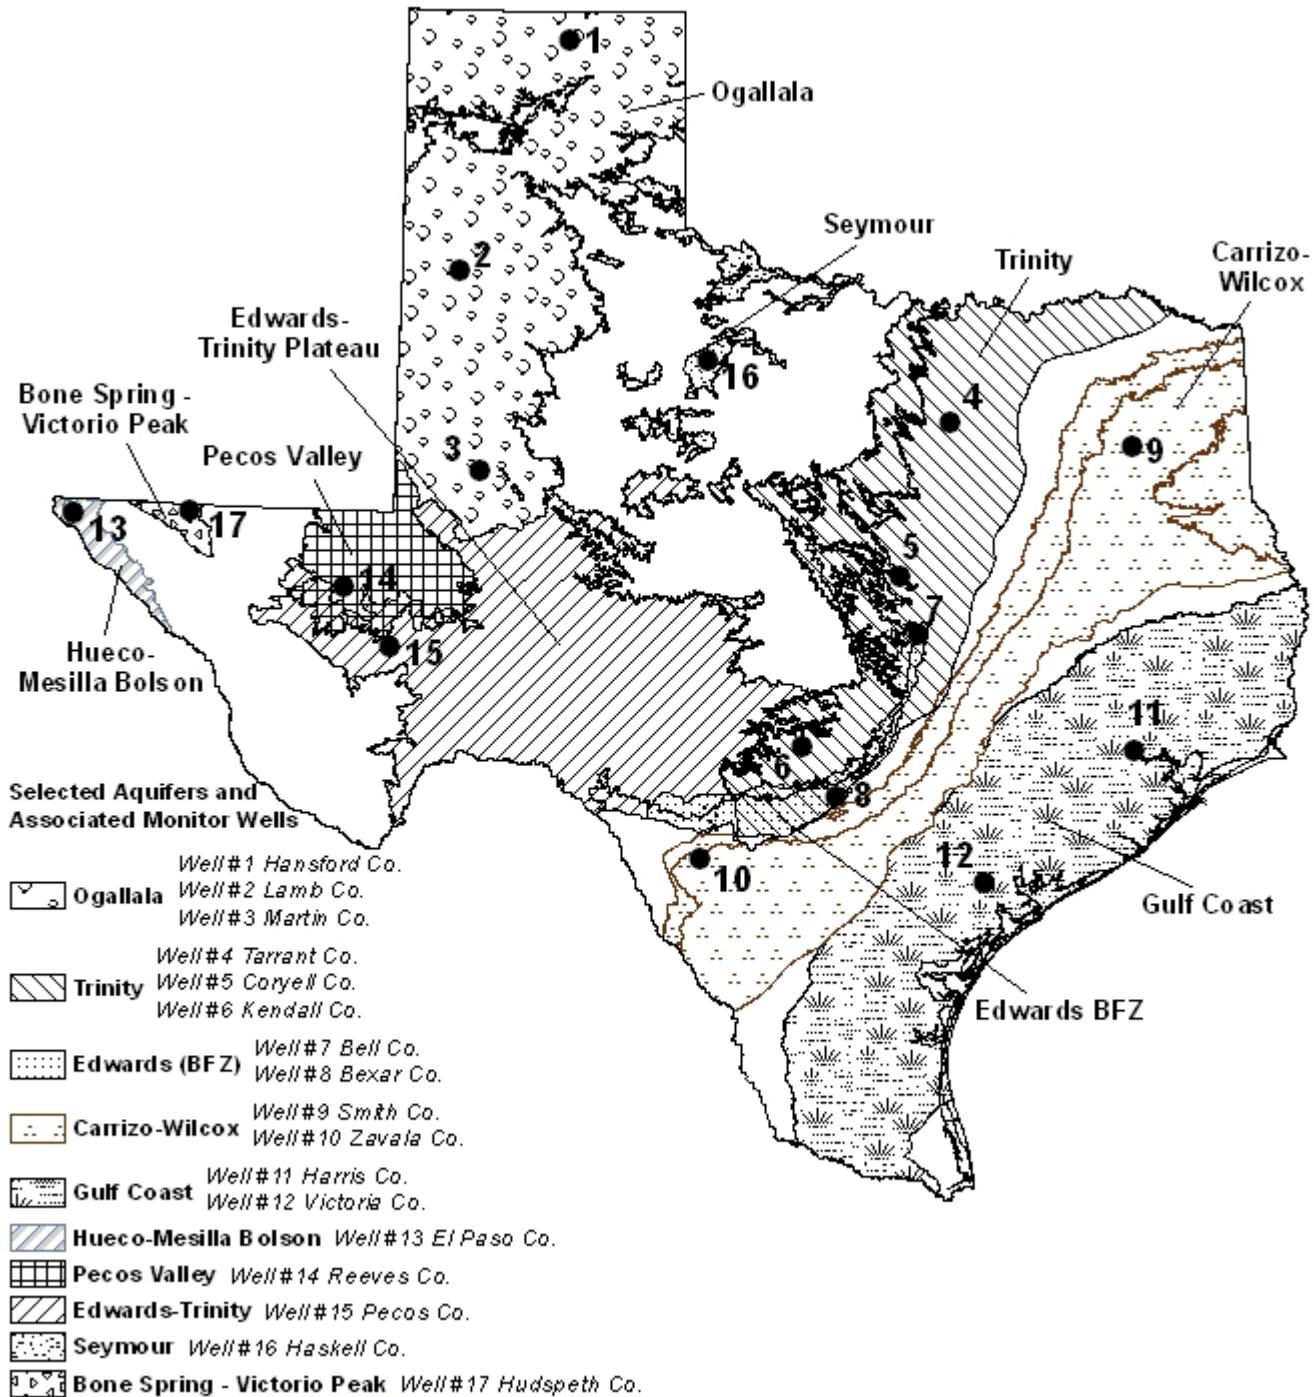 1
Ogallala
Seymour
Trinity
Carrizo-
Wilcox
2
Edwards-
Trinity Plateau
16
Bone Spring -
Victorio Peak
4
3
9
Pecos Valley
13
17
5
14
7
15
Hueco-
Mesilla Bolson
11
6
8
12
10
Gulf Coast
Edwards BFZ
Selected Aquifers and
Associated Monitor Wells
Ogallala
Well #1 Hansford Co.
Well #2 Lamb Co.
Well #3 Martin Co.
Trinity
Well #4 Tarrant Co.
Well #5 Coryell Co.
Well #6 Kendall Co.
Edwards (BFZ)
Well #7 Bell Co.
Well #8 Bexar Co.
Carrizo-Wilcox
Well #9 Smith Co.
Well #10 Zavala Co.
Gulf Coast
Well #11 Harris Co.
Well #12 Victoria Co.
Hueco-Mesilla Bolson Well #13 El Paso Co.
Pecos Valley Well #14 Reeves Co.
Edwards-Trinity Well #15 Pecos Co.
Seymour Well #16 Haskell Co.
Bone Spring - Victorio Peak Well #17 Hudspeth Co.